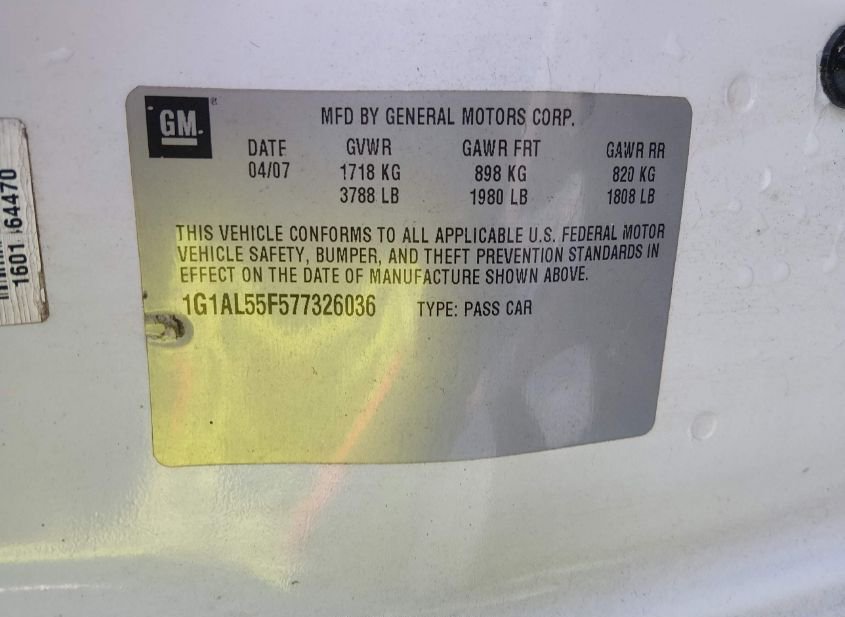 GM
MFD BY GENERAL MOTORS CORP.
DATE GVWR GAWR FRT GAWR RR
04/07 1718 KG 898 KG 820 KG
3788 LB 1980 LB 1808 LB
THIS VEHICLE CONFORMS TO ALL APPLICABLE U.S. FEDERAL MOTOR
VEHICLE SAFETY, BUMPER, AND THEFT PREVENTION STANDARDS IN
EFFECT ON THE DATE OF MANUFACTURE SHOWN ABOVE.
1G1AL55F577326036 TYPE: PASS CAR
1601 64470